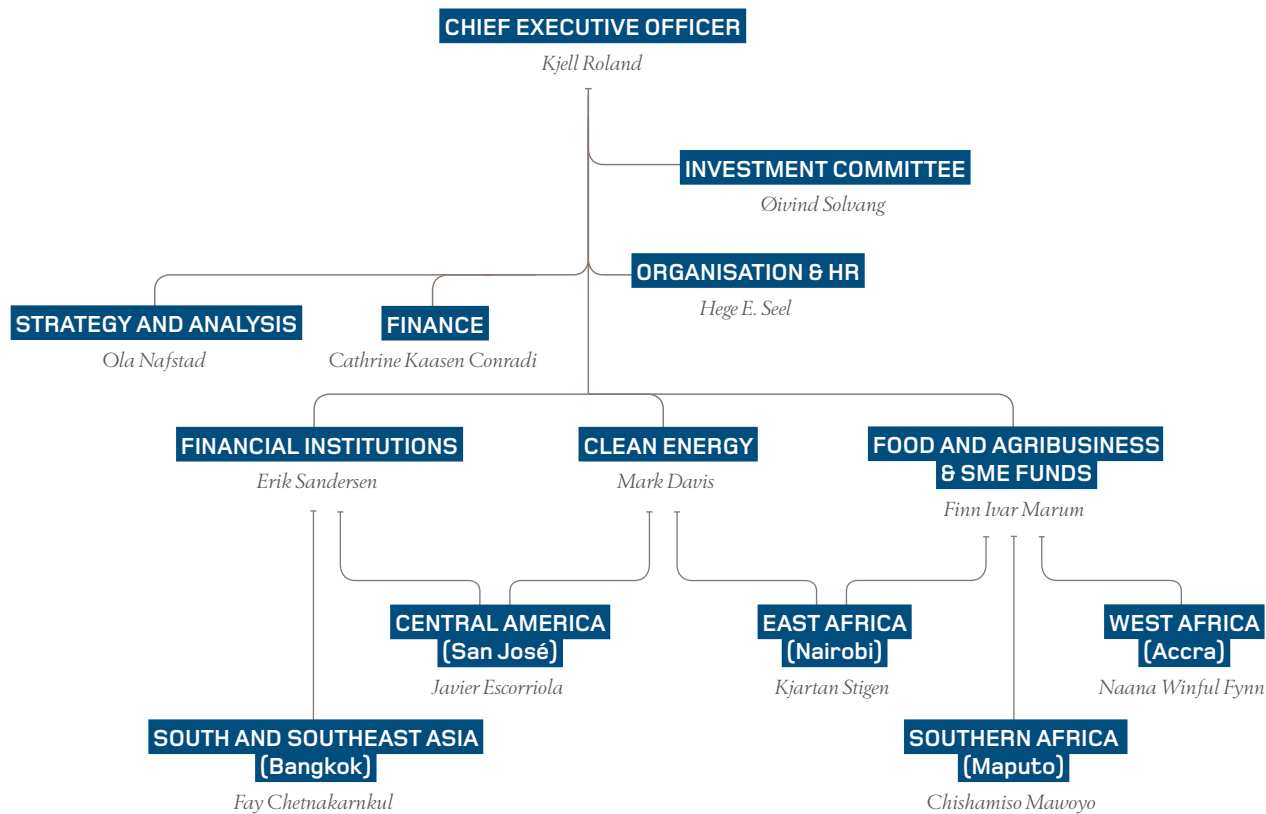 CHIEF EXECUTIVE OFFICER
Kjell Roland
INVESTMENT COMMITTEE
Øivind Solvang
ORGANISATION & HR
Hege E. Seel
STRATEGY AND ANALYSIS
Ola Nafstad
FINANCE
Cathrine Kaasen Conradi
FINANCIAL INSTITUTIONS
Erik Sandersen
CLEAN ENERGY
Mark Davis
FOOD AND AGRIBUSINESS
& SME FUNDS
Finn Ivar Marum
CENTRAL AMERICA
(San José)
Javier Escorriola
EAST AFRICA
(Nairobi)
Kjartan Stigen
WEST AFRICA
(Accra)
Naana Winful Fynn
SOUTH AND SOUTHEAST ASIA
(Bangkok)
Fay Chetnakarnkul
SOUTHERN AFRICA
(Maputo)
Chishamiso Mawoyo